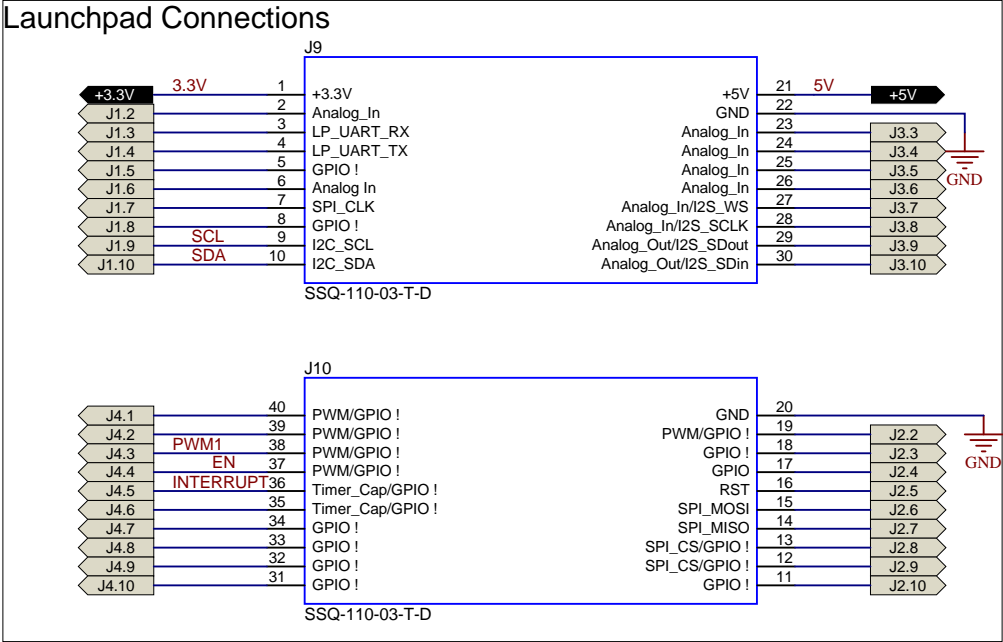 Launchpad Connections
J9
+3.3V 3.3V 1 +3.3V +5V 21 5V +5V
J1.2 2 Analog_In GND 22
J1.3 3 LP_UART_RX Analog_In 23 J3.3
J1.4 4 LP_UART_TX Analog_In 24 J3.4
J1.5 5 GPIO ! Analog_In 25 J3.5
J1.6 6 Analog In Analog_In 26 J3.6 GND
J1.7 7 SPI_CLK Analog_In/I2S_WS 27 J3.7
J1.8 8 GPIO ! Analog_In/I2S_SCLK 28 J3.8
J1.9 SCL 9 I2C_SCL Analog_Out/I2S_SDout 29 J3.9
J1.10 SDA 10 I2C_SDA Analog_Out/I2S_SDin 30 J3.10
SSQ-110-03-T-D
J10
J4.1 40 PWM/GPIO ! GND 20
J4.2 39 PWM/GPIO ! PWM/GPIO ! 19 J2.2
J4.3 PWM1 38 PWM/GPIO ! GPIO ! 18 J2.3
J4.4 EN 37 PWM/GPIO ! GPIO 17 J2.4 GND
J4.5 INTERRUPT 36 Timer_Cap/GPIO ! RST 16 J2.5
J4.6 35 Timer_Cap/GPIO ! SPI_MOSI 15 J2.6
J4.7 34 GPIO ! SPI_MISO 14 J2.7
J4.8 33 GPIO ! SPI_CS/GPIO ! 13 J2.8
J4.9 32 GPIO ! SPI_CS/GPIO ! 12 J2.9
J4.10 31 GPIO ! GPIO ! 11 J2.10
SSQ-110-03-T-D